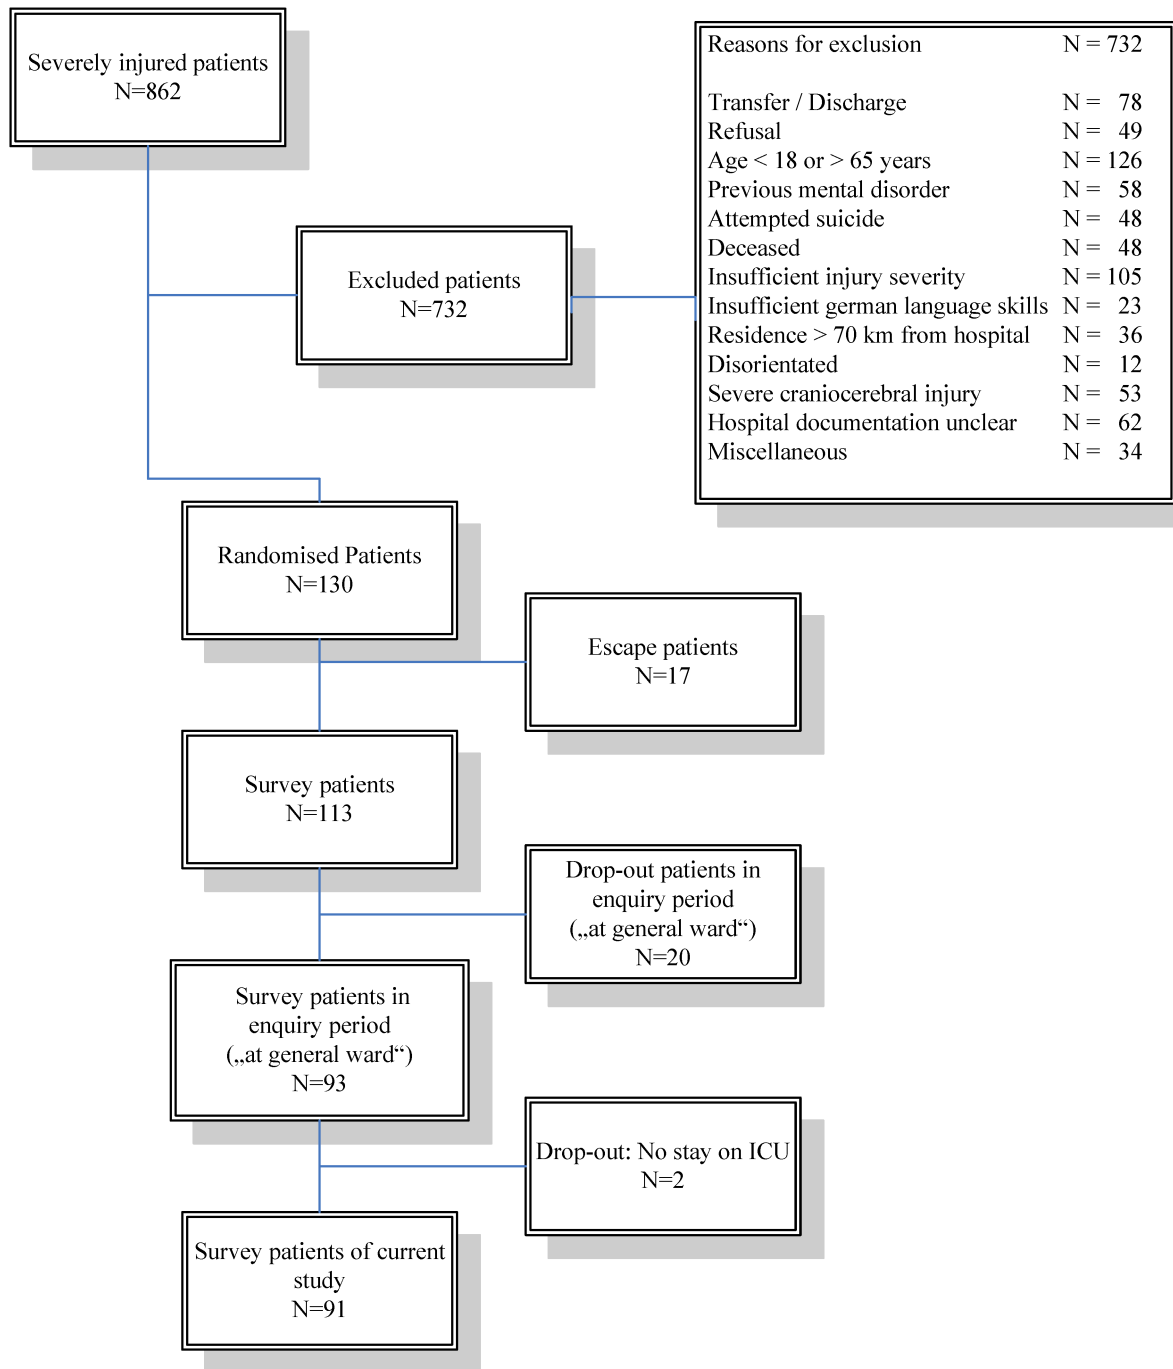 Severely injured patients
N=862
Reasons for exclusion N = 732
Transfer / Discharge N = 78
Refusal N = 49
Age < 18 or > 65 years N = 126
Previous mental disorder N = 58
Attempted suicide N = 48
Deceased N = 48
Insufficient injury severity N = 105
Insufficient german language skills N = 23
Residence > 70 km from hospital N = 36
Disorientated N = 12
Severe craniocerebral injury N = 53
Hospital documentation unclear N = 62
Miscellaneous N = 34
Excluded patients
N=732
Randomised Patients
N=130
Escape patients
N=17
Survey patients
N=113
Drop-out patients in
enquiry period
(„at general ward“)
N=20
Survey patients in
enquiry period
(„at general ward“)
N=93
Drop-out: No stay on ICU
N=2
Survey patients of current
study
N=91